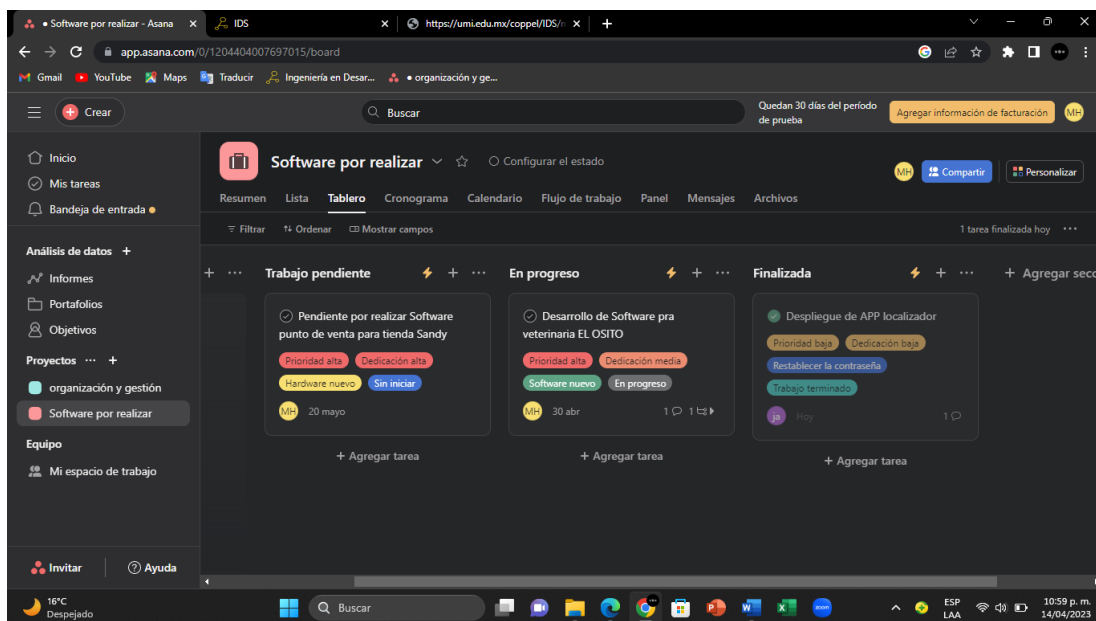 • Software por realizar - Asana
IDS
https://umi.edu.mx/coppel/IDS/
app.asana.com/0/1204404007697015/board
Gmail YouTube Maps Traducir Ingeniería en Desar... • organización y ge...
Crear
Buscar
Quedan 30 días del período
de prueba
Agregar información de facturación
MH
Inicio
Mis tareas
Bandeja de entrada
Análisis de datos +
Informes
Portafolios
Objetivos
Proyectos ... +
organización y gestión
Software por realizar
Equipo
Mi espacio de trabajo
Invitar
Ayuda
Software por realizar
Configurar el estado
MH
Compartir
Personalizar
Resumen Lista Tablero Cronograma Calendario Flujo de trabajo Panel Mensajes Archivos
Filtrar Ordenar Mostrar campos
1 tarea finalizada hoy ...
+ ...
Trabajo pendiente + ...
Pendiente por realizar Software
punto de venta para tienda Sandy
Prioridad alta Dedicación alta
Hardware nuevo Sin iniciar
MH 20 mayo
+ Agregar tarea
En progreso + ...
Desarrollo de Software pra
veterinaria EL OSITO
Prioridad alta Dedicación media
Software nuevo En progreso
MH 30 abr 1 1
+ Agregar tarea
Finalizada + ...
Despliegue de APP localizador
Prioridad baja Dedicación baja
Restablecer la contraseña
Trabajo terminado
ja Hoy 1
+ Agregar tarea
+ Agregar secc
16°C
Despejado
Buscar
zoom
ESP
LAA
10:59 p. m.
14/04/2023